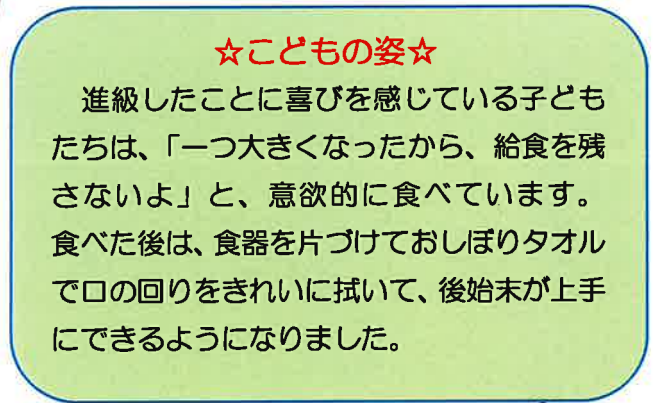 ☆こどもの姿☆
　進級したことに喜びを感じている子ども
たちは、「一つ大きくなったから、給食を残
さないよ」と、意欲的に食べています。
食べた後は、食器を片づけておしぼりタオル
で口の回りをきれいに拭いて、後始末が上手
にできるようになりました。